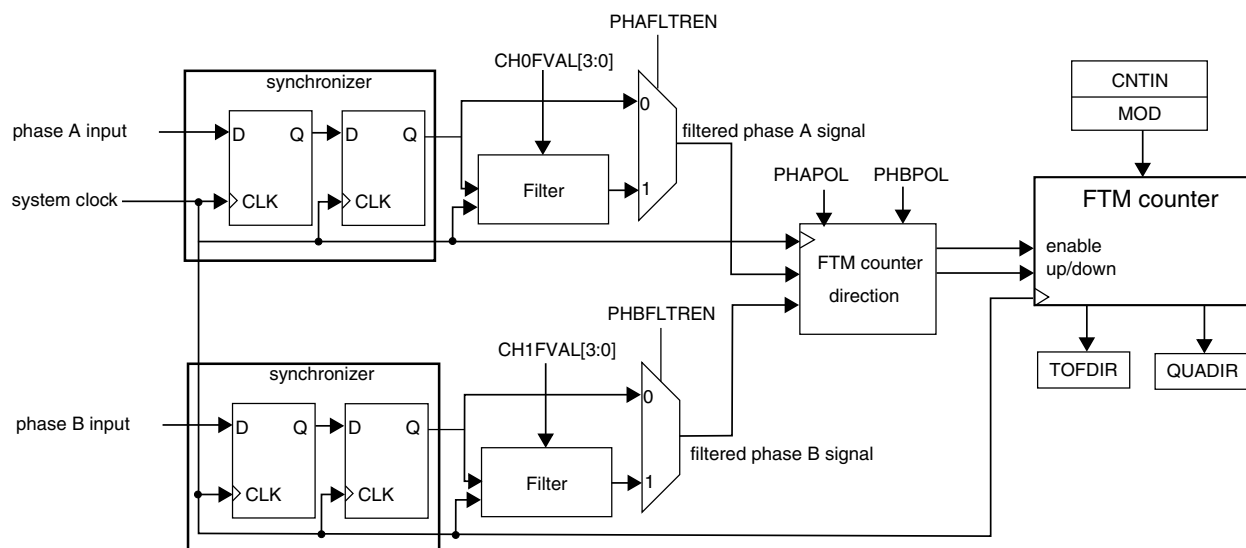 PHAFLTREN
CH0FVAL[3:0]
synchronizer
0
CNTIN
MOD
phase A input
D Q D Q
filtered phase A signal
Filter
1
PHAPOL PHBPOL
system clock
CLK CLK
FTM counter
enable
up/down
FTM counter
direction
PHBFLTREN
CH1FVAL[3:0]
synchronizer
TOFDIR QUADIR
0
phase B input
D Q D Q
filtered phase B signal
Filter
1
CLK CLK